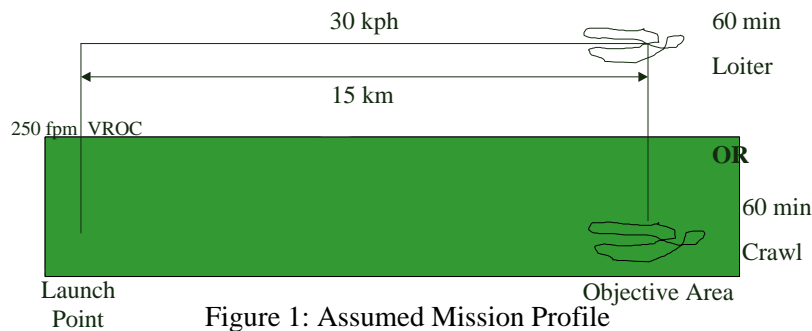 30 kph
60 min
Loiter
15 km
250 fpm VROC
OR
60 min
Crawl
Launch
Point
Objective Area
Figure 1: Assumed Mission Profile